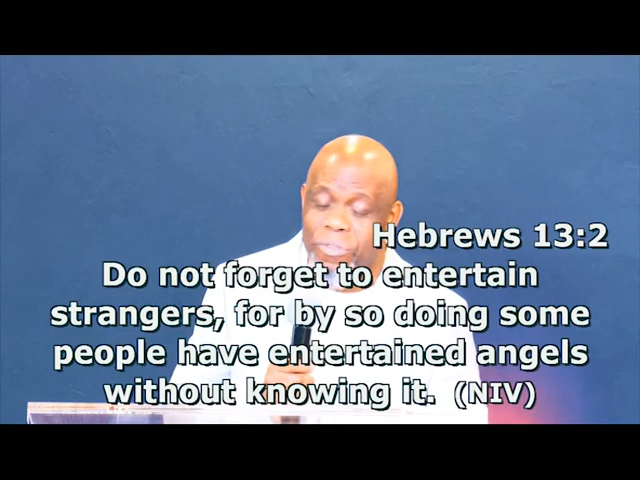 Hebrews 13:2
Do not forget to entertain
strangers, for by so doing some
people have entertained angels
without knowing it. (NIV)